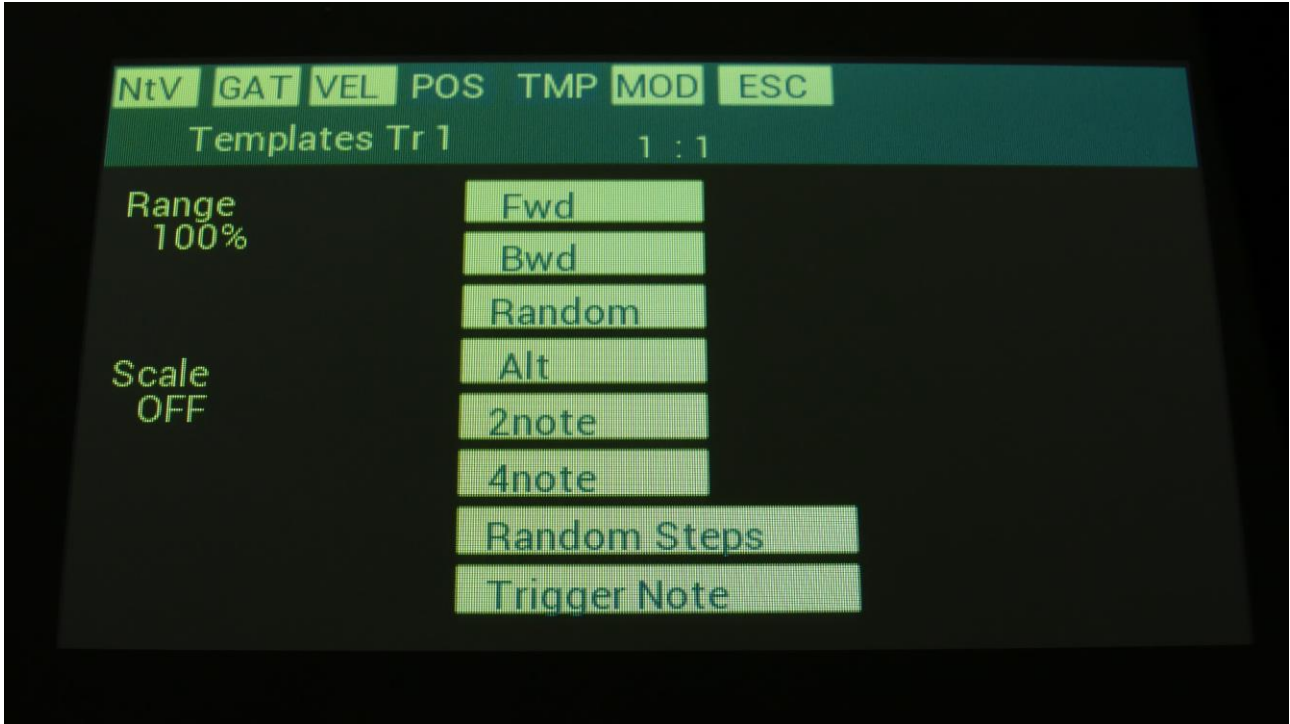 NtV GAT VEL POS TMP MOD ESC
Templates Tr 1 1 : 1
Range
100%
Fwd
Bwd
Random
Alt
Scale
OFF
2note
4note
Random Steps
Trigger Note